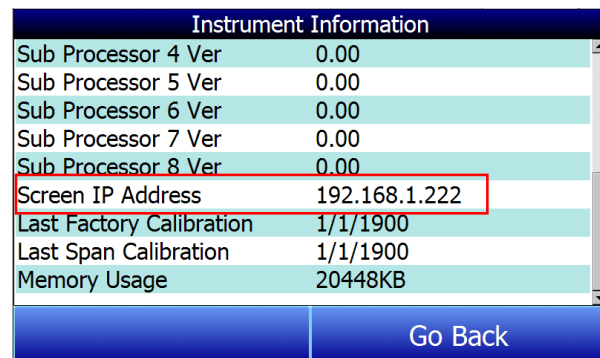 Instrument Information
Sub Processor 4 Ver 0.00
Sub Processor 5 Ver 0.00
Sub Processor 6 Ver 0.00
Sub Processor 7 Ver 0.00
Sub Processor 8 Ver 0.00
Screen IP Address 192.168.1.222
Last Factory Calibration 1/1/1900
Last Span Calibration 1/1/1900
Memory Usage 20448KB
Go Back